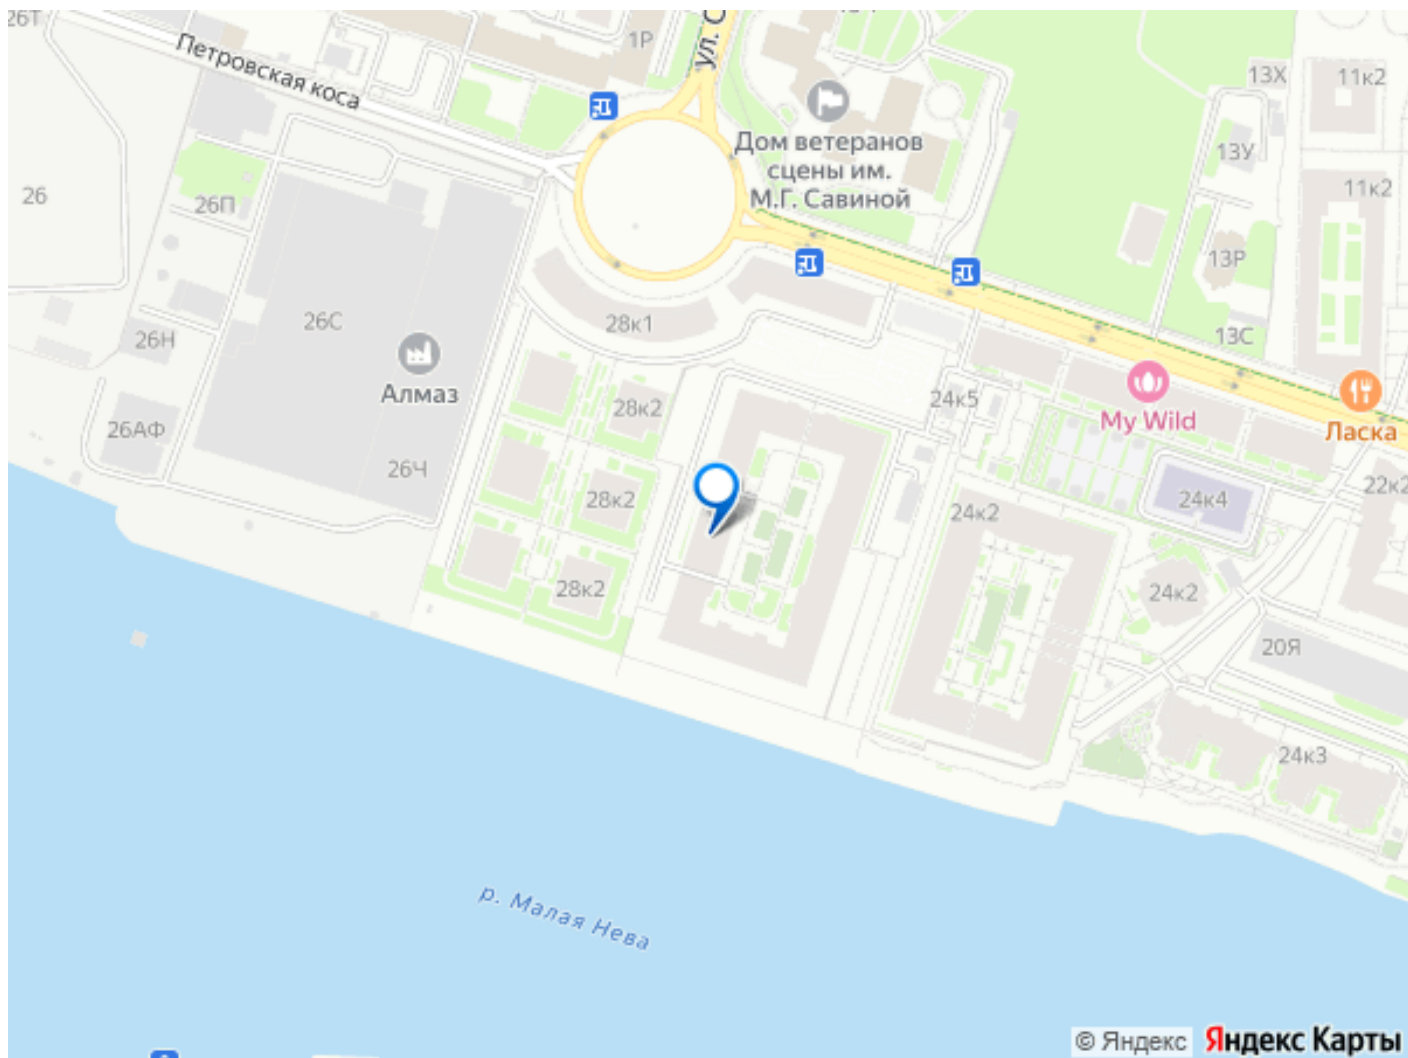 26Т
Петровская коса
1Р
ул. С
13Х
11к2
Дом ветеранов
сцены им.
М.Г. Савиной
13У
11к2
26
26П
13Р
26С
28к1
13С
26Н
Алмаз
28к2
24к5
My Wild
Ласка
26АФ
26Ч
28к2
24к2
24к4
22к2
28к2
24к2
20Я
24к3
р. Малая Нева
© Яндекс Яндекс Карты